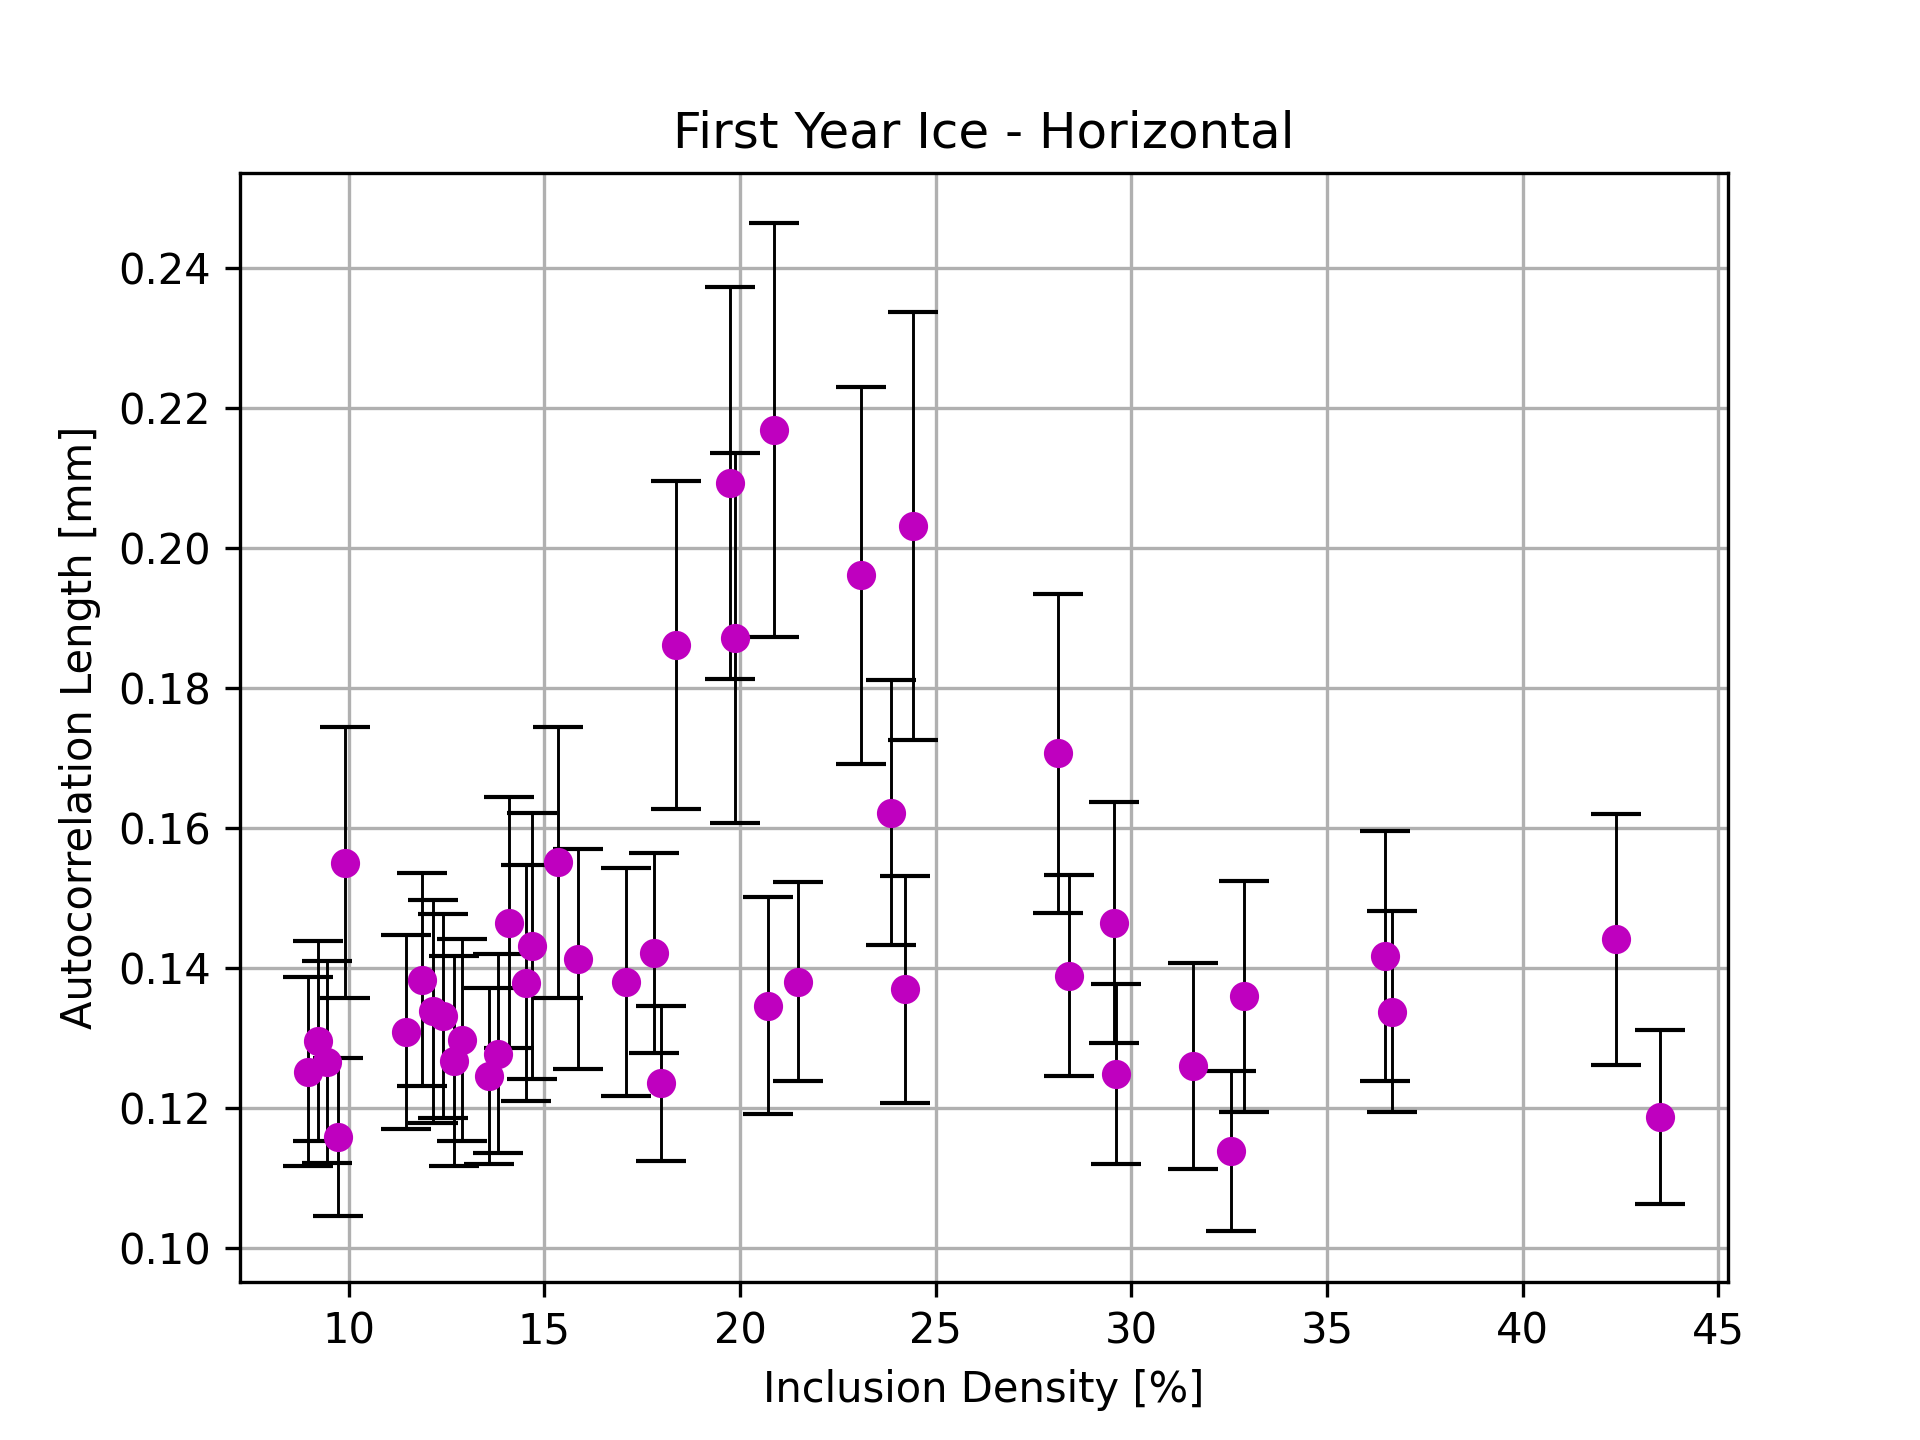 First Year Ice - Horizontal
Autocorrelation Length [mm]
0.24
0.22
0.20
0.18
0.16
0.14
0.12
0.10
10 15 20 25 30 35 40 45
Inclusion Density [%]